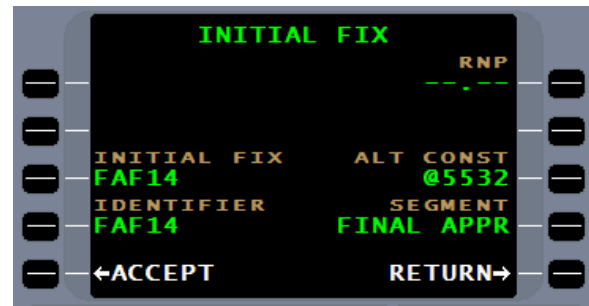 INITIAL FIX
RNP
--.--
INITIAL FIX ALT CONST
FAF14 @5532
IDENTIFIER SEGMENT
FAF14 FINAL APPR
←ACCEPT RETURN→